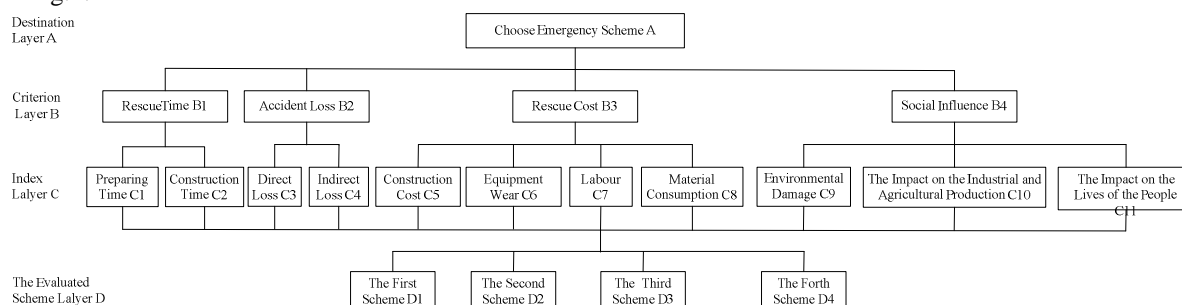 Destination
Layer A
Choose Emergency Scheme A
Criterion
Layer B
RescueTime B1
Accident Loss B2
Rescue Cost B3
Social Influence B4
Index
Lalyer C
Preparing
Time C1
Construction
Time C2
Direct
Loss C3
Indirect
Loss C4
Construction
Cost C5
Equipment
Wear C6
Labour
C7
Material
Consumption C8
Environmental
Damage C9
The Impact on the Industrial and
Agricultural Production C10
The Impact on the
Lives of the People
C11
The Evaluated
Scheme Lalyer D
The First
Scheme D1
The Second
Scheme D2
The Third
Scheme D3
The Forth
Scheme D4